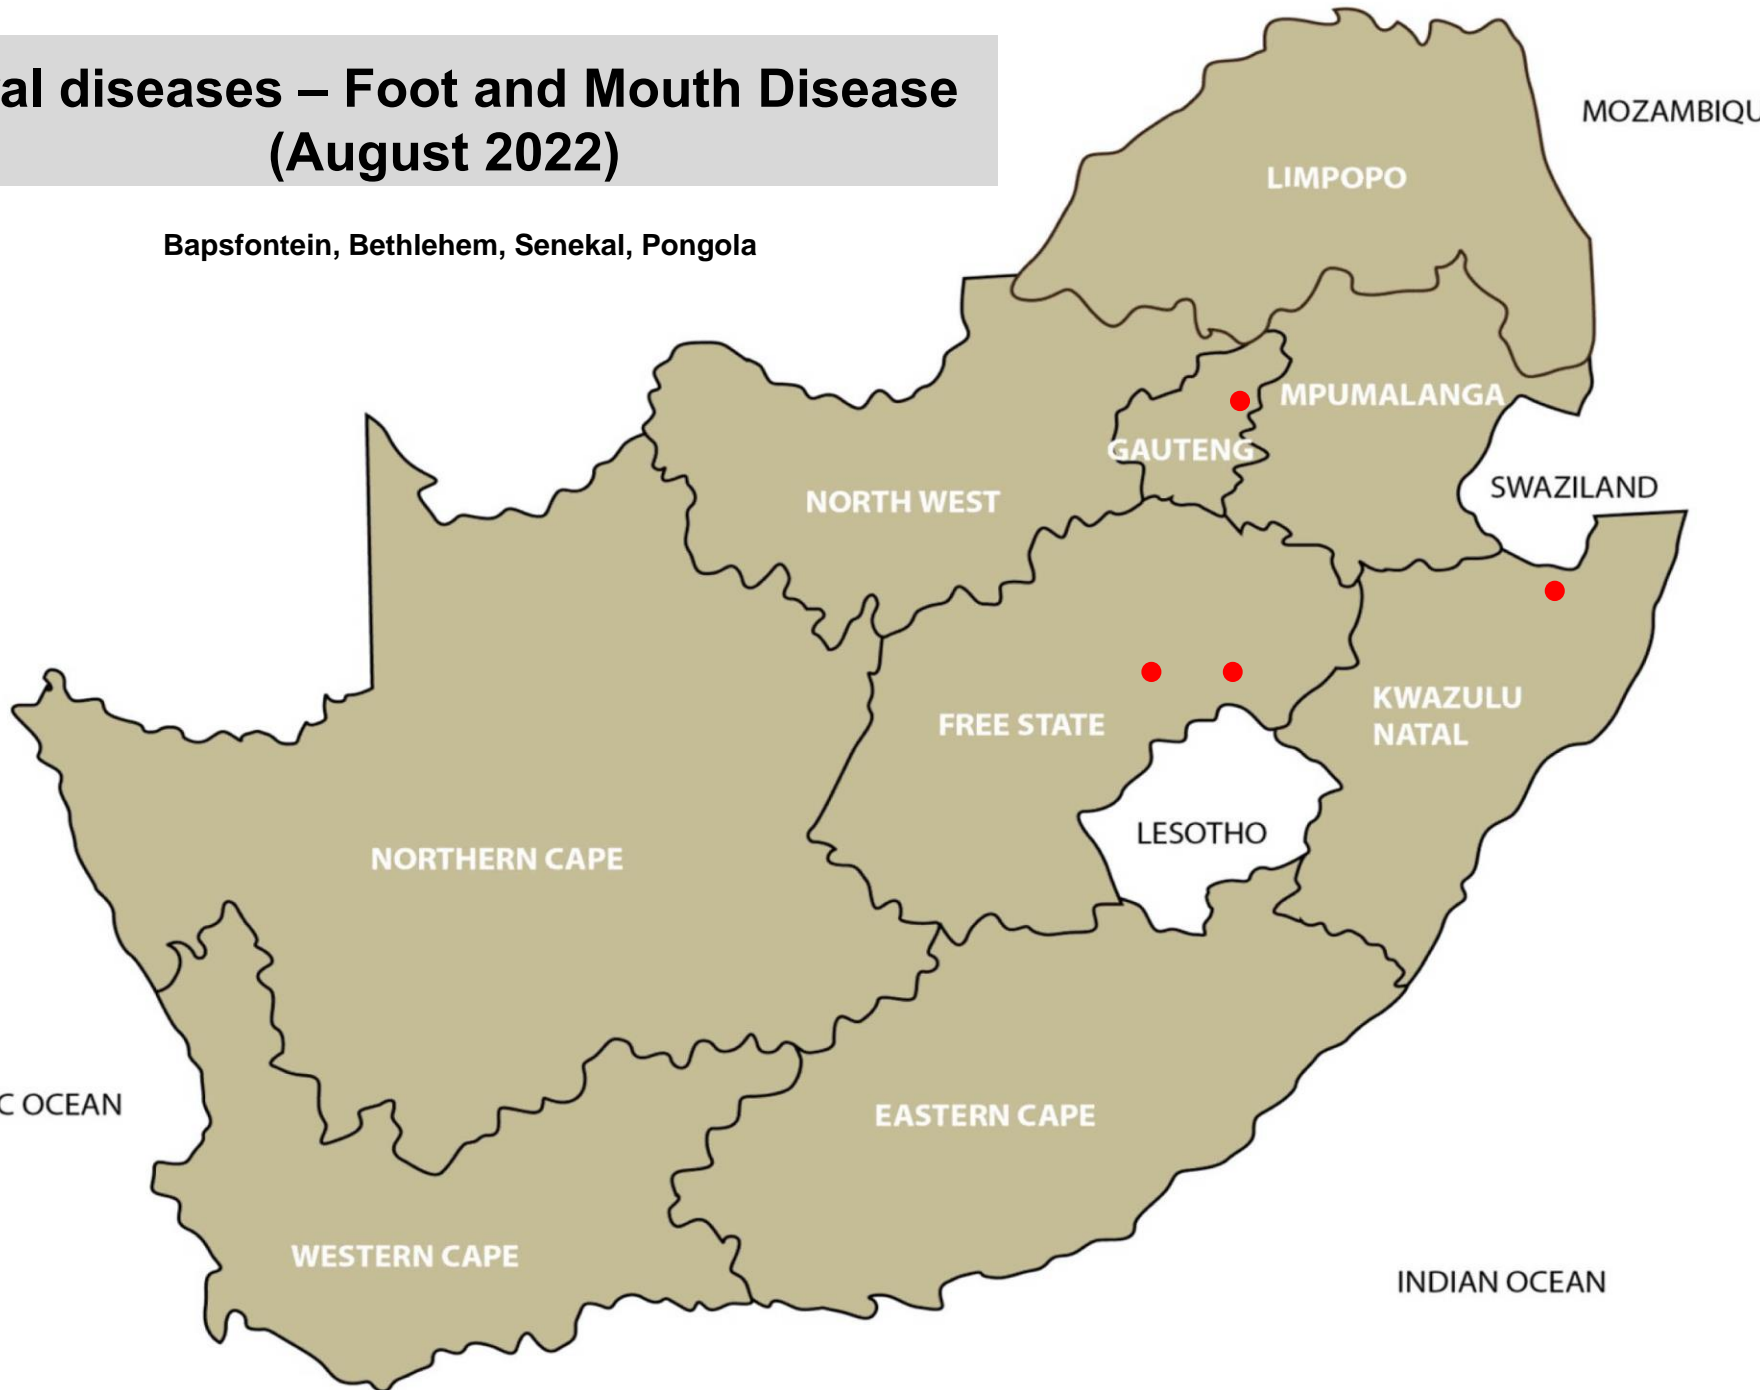 al diseases – Foot and Mouth Disease
(August 2022)
Bapsfontein, Bethlehem, Senekal, Pongola
MOZAMBIQU
LIMPOPO
MPUMALANGA
GAUTENG
SWAZILAND
NORTH WEST
KWAZULU
NATAL
FREE STATE
LESOTHO
NORTHERN CAPE
C OCEAN
EASTERN CAPE
WESTERN CAPE
INDIAN OCEAN